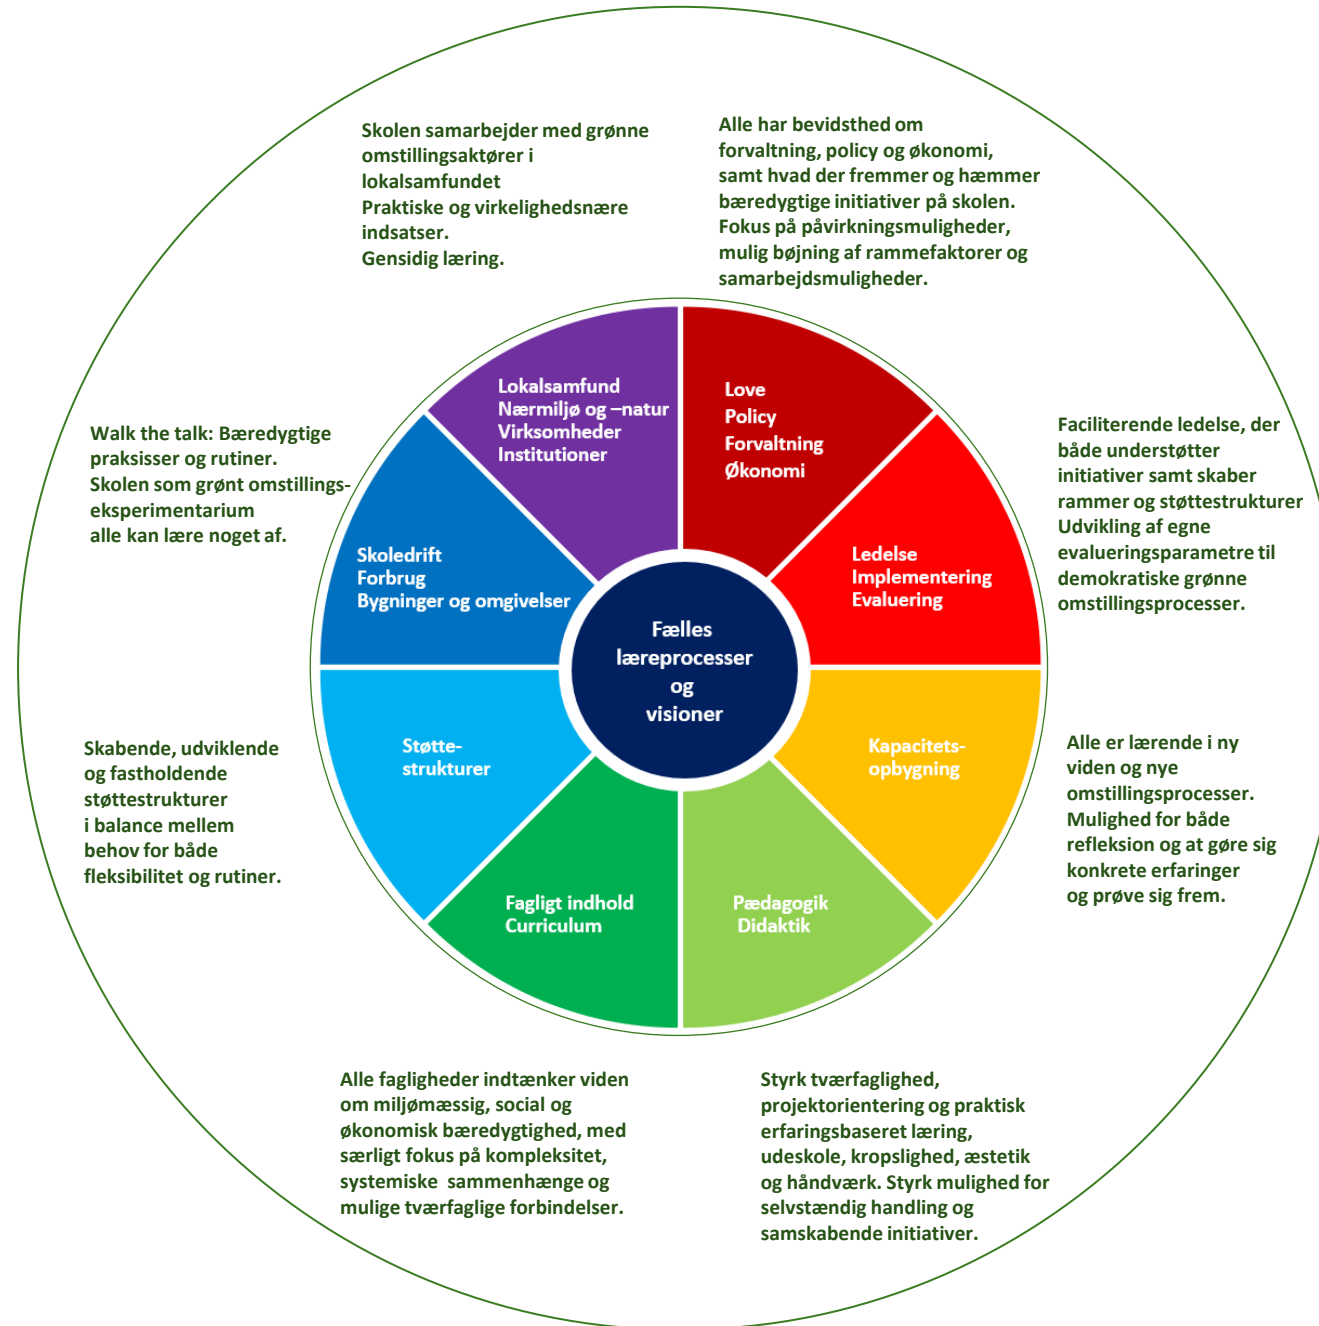 Skolen samarbejder med grønne
omstillingsaktører i
lokalsamfundet
Praktiske og virkelighedsnære
indsatser.
Gensidig læring.
Alle har bevidsthed om
forvaltning, policy og økonomi,
samt hvad der fremmer og hæmmer
bæredygtige initiativer på skolen.
Fokus på påvirkningsmuligheder,
mulig bøjning af rammefaktorer og
samarbejdsmuligheder.
Lokalsamfund
Nærmiljø og –natur
Virksomheder
Institutioner
Love
Policy
Forvaltning
Økonomi
Walk the talk: Bæredygtige
praksisser og rutiner.
Skolen som grønt omstillings-
eksperimentarium
alle kan lære noget af.
Faciliterende ledelse, der
både understøtter
initiativer samt skaber
rammer og støttestrukturer
Udvikling af egne
evalueringsparametre til
demokratiske grønne
omstillingsprocesser.
Skoledrift
Forbrug
Bygninger og omgivelser
Ledelse
Implementering
Evaluering
Fælles
læreprocesser
og
visioner
Skabende, udviklende
og fastholdende
støttestrukturer
i balance mellem
behov for både
fleksibilitet og rutiner.
Støtte-
strukturer
Kapacitets-
opbygning
Alle er lærende i ny
viden og nye
omstillingsprocesser.
Mulighed for både
refleksion og at gøre sig
konkrete erfaringer
og prøve sig frem.
Fagligt indhold
Curriculum
Pædagogik
Didaktik
Alle fagligheder indtænker viden
om miljømæssig, social og
økonomisk bæredygtighed, med
særligt fokus på kompleksitet,
systemiske  sammenhænge og
mulige tværfaglige forbindelser.
Styrk tværfaglighed,
projektorientering og praktisk
erfaringsbaseret læring,
udeskole, kropslighed, æstetik
og håndværk. Styrk mulighed for
selvstændig handling og
samskabende initiativer.